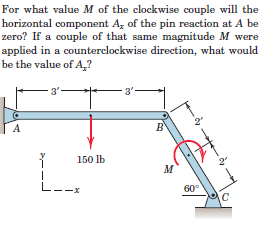 For what value M of the clockwise couple will the
horizontal component Aₓ of the pin reaction at A be
zero? If a couple of that same magnitude M were
applied in a counterclockwise direction, what would
be the value of Aₓ?
3' 3'
A
B
2'
y
150 lb
M
2'
x
60°
C